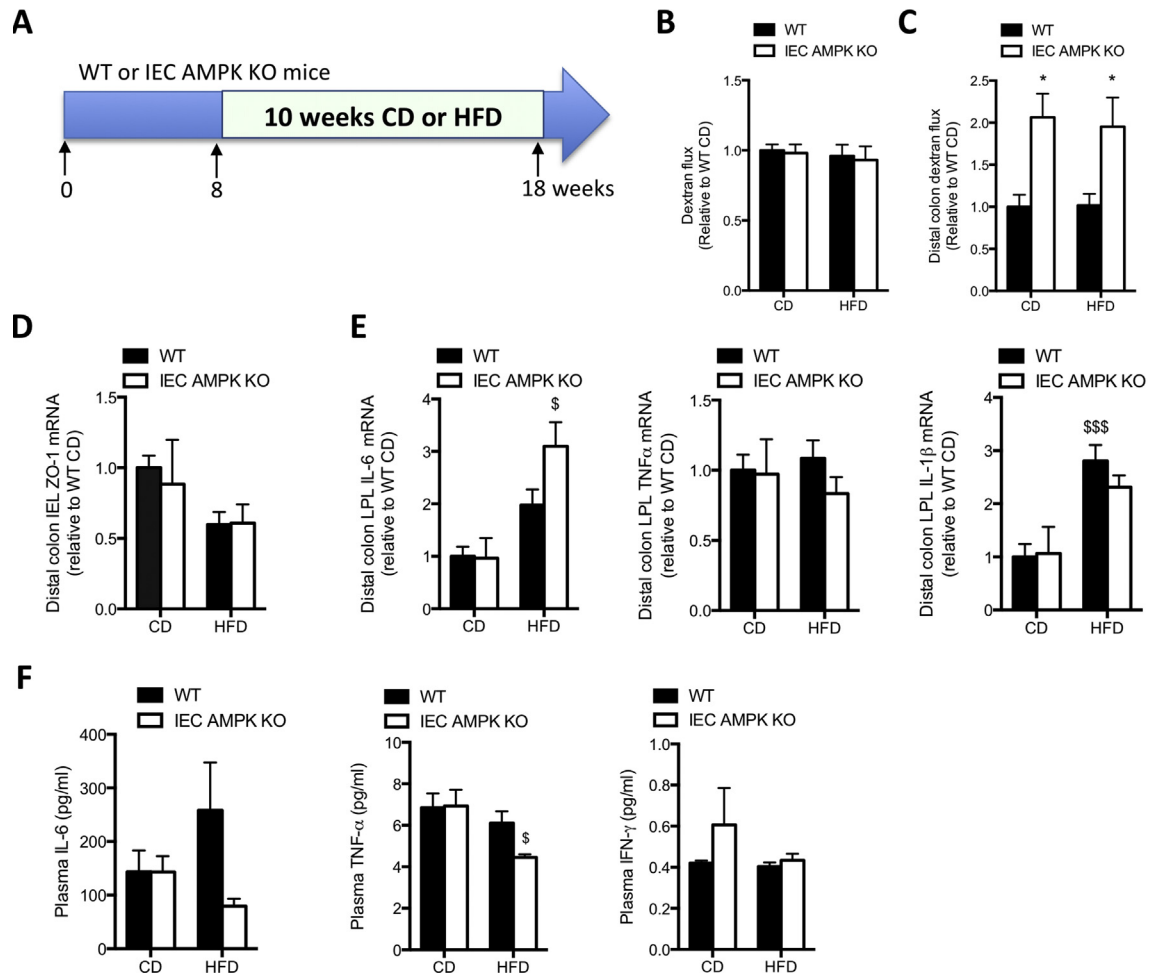 A
WT or IEC AMPK KO mice
10 weeks CD or HFD
0
8
18 weeks
B
WT
IEC AMPK KO
Dextran flux
(Relative to WT CD)
1.5
1.0
0.5
0.0
CD
HFD
C
WT
IEC AMPK KO
Distal colon dextran flux
(Relative to WT CD)
2.5
2.0
1.5
1.0
0.5
0.0
*
*
CD
HFD
D
WT
IEC AMPK KO
Distal colon IEL ZO-1 mRNA
(relative to WT CD)
1.5
1.0
0.5
0.0
CD
HFD
E
WT
IEC AMPK KO
Distal colon LPL IL-6 mRNA
(relative to WT CD)
4
3
2
1
0
$
CD
HFD
WT
IEC AMPK KO
Distal colon LPL TNFα mRNA
(relative to WT CD)
1.5
1.0
0.5
0.0
CD
HFD
WT
IEC AMPK KO
Distal colon LPL IL-1β mRNA
(relative to WT CD)
4
3
2
1
0
$$$
CD
HFD
F
WT
IEC AMPK KO
Plasma IL-6 (pg/ml)
400
300
200
100
0
CD
HFD
WT
IEC AMPK KO
Plasma TNF-α (pg/ml)
10
8
6
4
2
0
$
CD
HFD
WT
IEC AMPK KO
Plasma IFN-γ (pg/ml)
1.0
0.8
0.6
0.4
0.2
0.0
CD
HFD